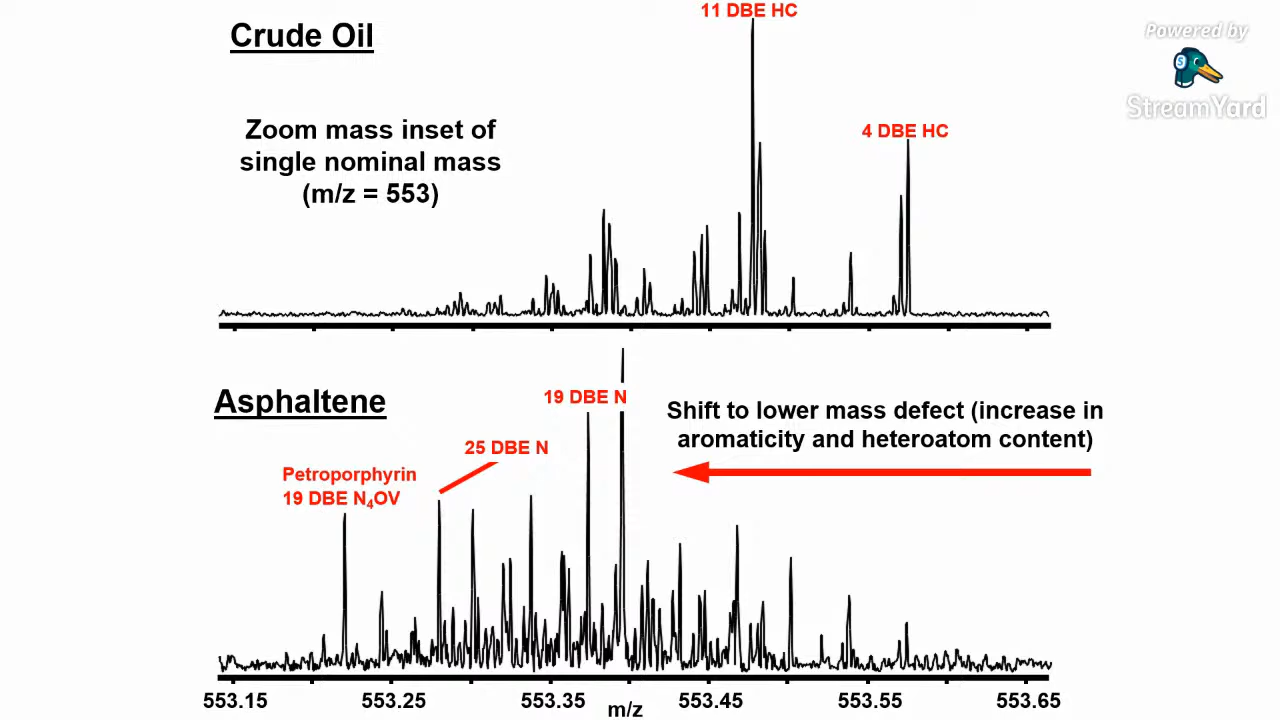 11 DBE HC
Crude Oil
Powered by
StreamYard
Zoom mass inset of
single nominal mass
(m/z = 553)
4 DBE HC
Asphaltene
19 DBE N
Shift to lower mass defect (increase in
aromaticity and heteroatom content)
25 DBE N
Petroporphyrin
19 DBE N₄OV
553.15
553.25
553.35
553.45
553.55
553.65
m/z